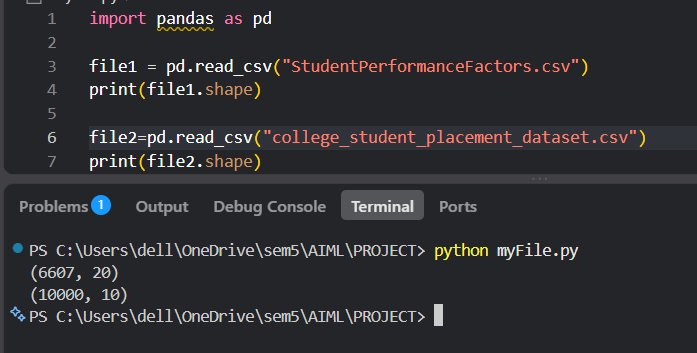 1 import pandas as pd
2
3 file1 = pd.read_csv("StudentPerformanceFactors.csv")
4 print(file1.shape)
5
6 file2=pd.read_csv("college_student_placement_dataset.csv")
7 print(file2.shape)
Problems 1 Output Debug Console Terminal Ports
PS C:\Users\dell\OneDrive\sem5\AIML\PROJECT> python myFile.py
(6607, 20)
(10000, 10)
PS C:\Users\dell\OneDrive\sem5\AIML\PROJECT>